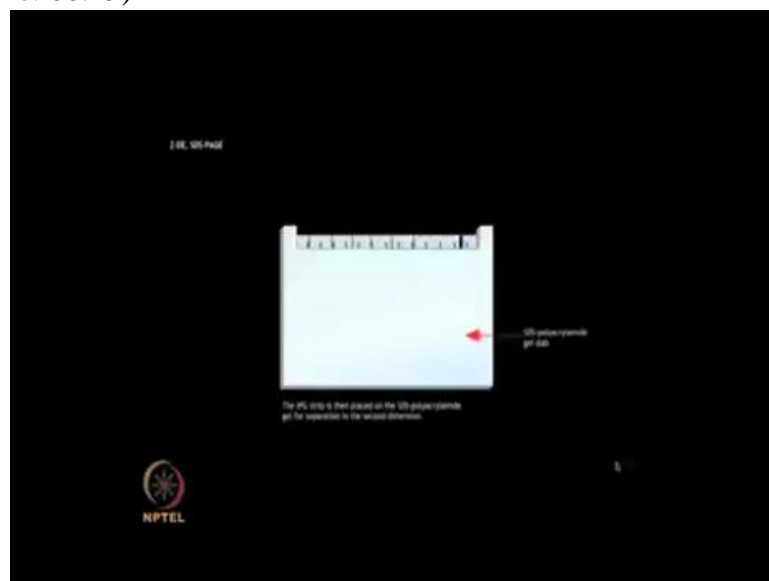 2-DE, SDS-PAGE
SDS-polyacrylamide
gel slab
The IPG strip is then placed on the SDS-polyacrylamide
gel for separation in the second dimension.
NPTEL